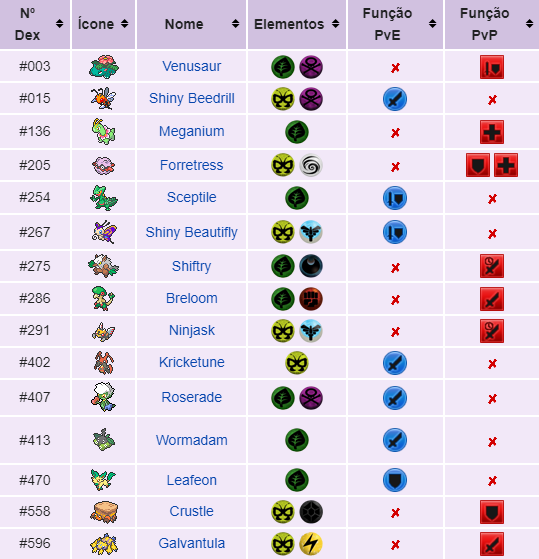 Nº Dex Ícone Nome Elementos Função PvE Função PvP
#003 Venusaur
#015 Shiny Beedrill
#136 Meganium
#205 Forretress
#254 Sceptile
#267 Shiny Beautifly
#275 Shiftry
#286 Breloom
#291 Ninjask
#402 Kricketune
#407 Roserade
#413 Wormadam
#470 Leafeon
#558 Crustle
#596 Galvantula